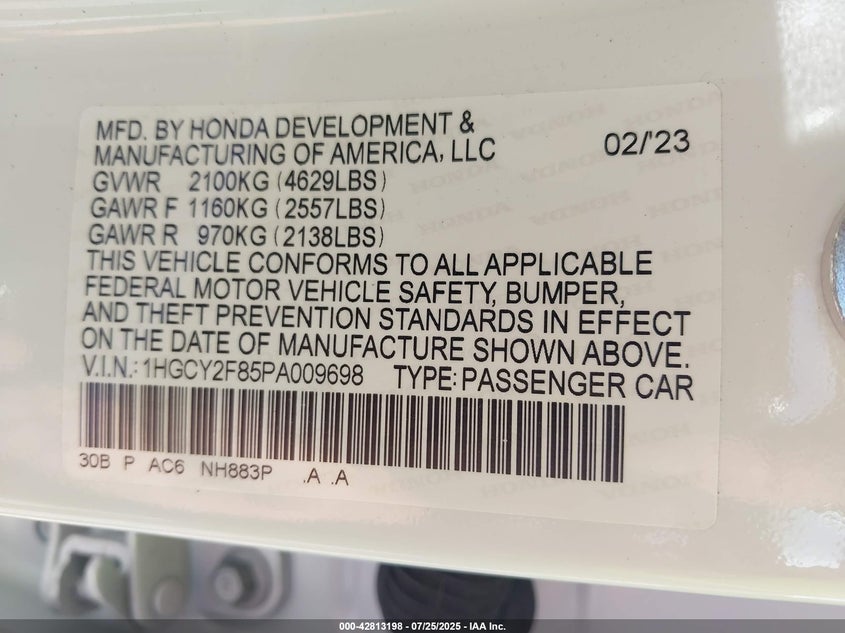 MFD. BY HONDA DEVELOPMENT &
MANUFACTURING OF AMERICA, LLC 02/'23
GVWR 2100KG (4629LBS)
GAWR F 1160KG (2557LBS)
GAWR R 970KG (2138LBS)
THIS VEHICLE CONFORMS TO ALL APPLICABLE
FEDERAL MOTOR VEHICLE SAFETY, BUMPER,
AND THEFT PREVENTION STANDARDS IN EFFECT
ON THE DATE OF MANUFACTURE SHOWN ABOVE.
V.I.N.: 1HGCY2F85PA009698 TYPE: PASSENGER CAR
30B P AC6 NH883P .A .A
000-42813198 - 07/25/2025 - IAA Inc.